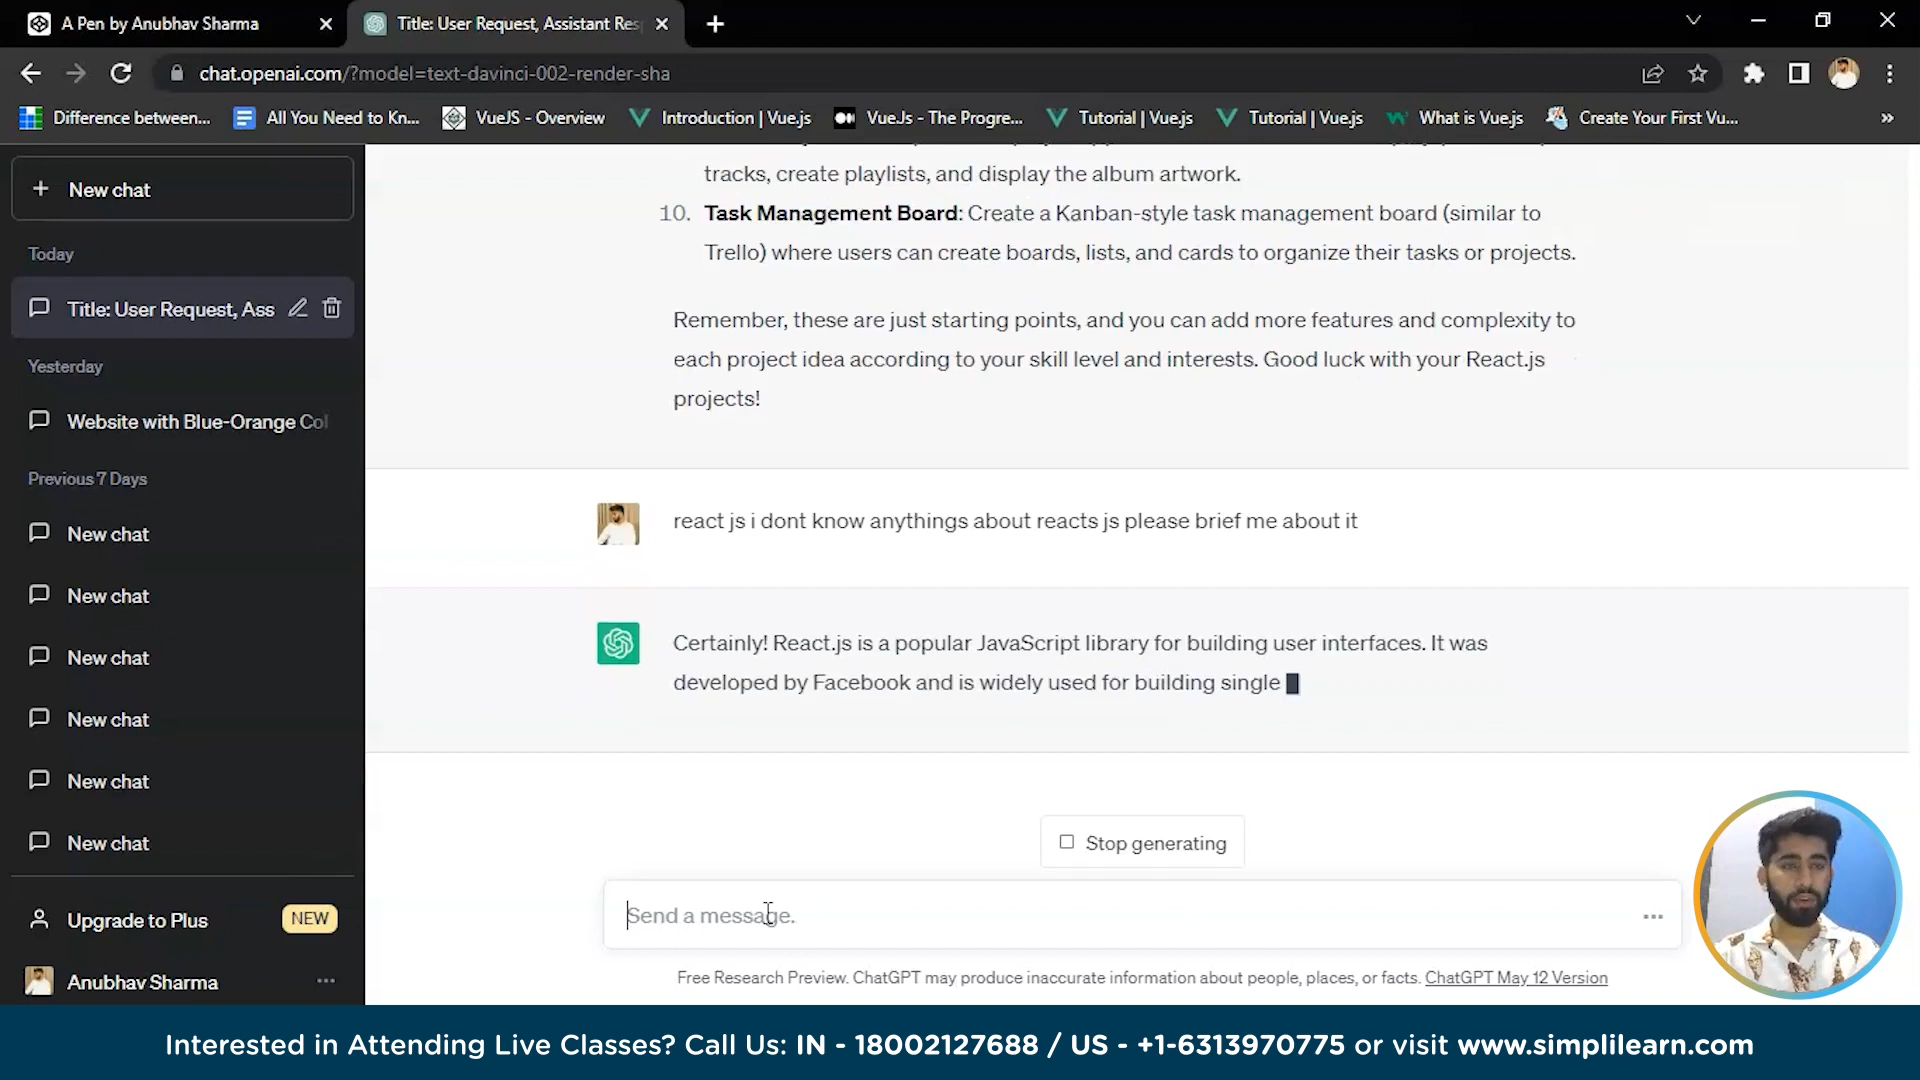 A Pen by Anubhav Sharma
Title: User Request, Assistant Res
chat.openai.com/?model=text-davinci-002-render-sha
Difference between...
All You Need to Kn...
VueJS - Overview
Introduction | Vue.js
VueJs - The Progre...
Tutorial | Vue.js
Tutorial | Vue.js
What is Vue.js
Create Your First Vu...
New chat
Today
Title: User Request, Ass
Yesterday
Website with Blue-Orange Col
Previous 7 Days
New chat
New chat
New chat
New chat
New chat
New chat
Upgrade to Plus
NEW
Anubhav Sharma
tracks, create playlists, and display the album artwork.
10. Task Management Board: Create a Kanban-style task management board (similar to
Trello) where users can create boards, lists, and cards to organize their tasks or projects.
Remember, these are just starting points, and you can add more features and complexity to
each project idea according to your skill level and interests. Good luck with your React.js
projects!
react js i dont know anythings about reacts js please brief me about it
Certainly! React.js is a popular JavaScript library for building user interfaces. It was
developed by Facebook and is widely used for building single
Stop generating
Send a message.
Free Research Preview. ChatGPT may produce inaccurate information about people, places, or facts. ChatGPT May 12 Version
Interested in Attending Live Classes? Call Us: IN - 18002127688 / US - +1-6313970775 or visit www.simplilearn.com